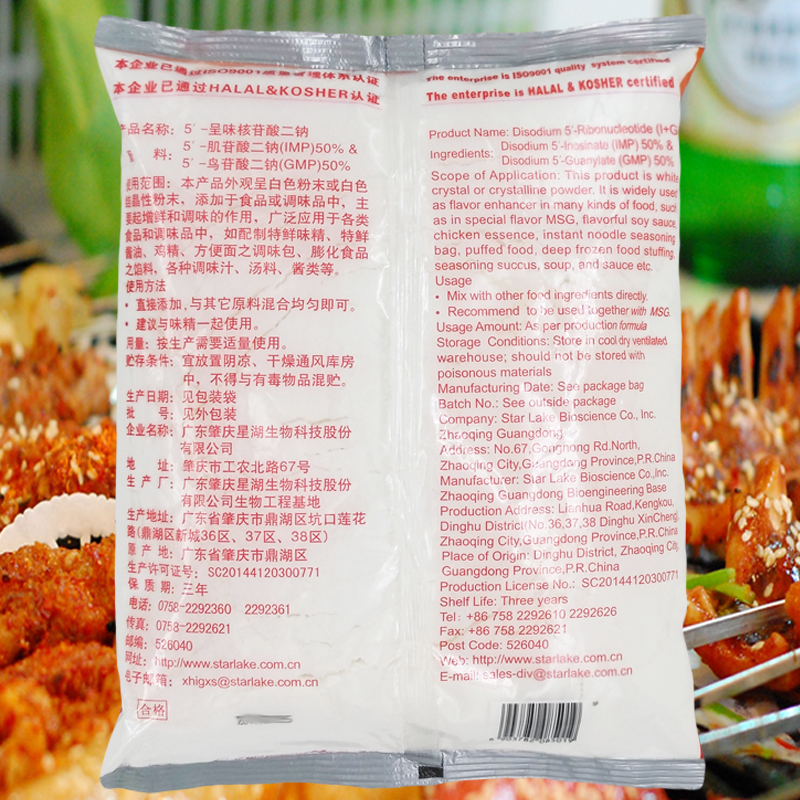 本企业已通过ISO9001质量管理体系认证
本企业已通过HALAL&KOSHER认证
产品名称：5′-呈味核苷酸二钠
料：5′-肌苷酸二钠(IMP)50% &
5′-鸟苷酸二钠(GMP)50%
使用范围：本产品外观呈白色粉末或白色
结晶性粉末，添加于食品或调味品中，主
要起增鲜和调味的作用，广泛应用于各类
食品和调味品中，如配制特鲜味精、特鲜
酱油、鸡精、方便面之调味包、膨化食品
之馅料，各种调味汁、汤料、酱类等。
使用方法
• 直接添加，与其它原料混合均匀即可。
• 建议与味精一起使用。
用量：按生产需要适量使用。
贮存条件：宜放置阴凉、干燥通风库房
中，不得与有毒物品混贮。
生产日期：见包装袋
批 号：见外包装
企业名称：广东肇庆星湖生物科技股份
有限公司
地 址：肇庆市工农北路67号
生 产 厂：广东肇庆星湖生物科技股份
有限公司生物工程基地
生产地址：广东省肇庆市鼎湖区坑口莲花
路(鼎湖区新城36区、37区、38区)
原 产 地：广东省肇庆市鼎湖区
生产许可证号：SC20144120300771
保 质 期：三年
电话：0758-2292360 2292361
传真：0758-2292621
邮编：526040
网址：http://www.starlake.com.cn
电子邮箱：xhigxs@starlake.com.cn
合格
The enterprise is ISO9001 quality system certified
The enterprise is HALAL & KOSHER certified
Product Name: Disodium 5′-Ribonucleotide (I+G
Ingredients: Disodium 5′-Inosinate (IMP) 50% &
Disodium 5′-Guanylate (GMP) 50%
Scope of Application: This product is white
crystal or crystalline powder. It is widely used
as flavor enhancer in many kinds of food, such
as in special flavor MSG, flavorful soy sauce,
chicken essence, instant noodle seasoning
bag, puffed food, deep frozen food stuffing,
seasoning succus, soup, and sauce etc.
Usage
• Mix with other food ingredients directly.
• Recommend to be used together with MSG.
Usage Amount: As per production formula
Storage Conditions: Store in cool dry ventilated
warehouse; should not be stored with
poisonous materials
Manufacturing Date: See package bag
Batch No.: See outside package
Company: Star Lake Bioscience Co., Inc.
Zhaoqing Guangdong
Address: No.67,Gongnong Rd.North,
Zhaoqing City,Guangdong Province,P.R.China
Manufacturer: Star Lake Bioscience Co.,Inc.
Zhaoqing Guangdong Bioengineering Base
Production Address: Lianhua Road,Kengkou,
Dinghu District(No.36,37,38 Dinghu XinCheng)
Zhaoqing City,Guangdong Province,P.R.China
Place of Origin: Dinghu District, Zhaoqing City,
Guangdong Province,P.R.China
Production License No.: SC20144120300771
Shelf Life: Three years
Tel: +86 758 2292610 2292626
Fax: +86 758 2292621
Post Code: 526040
Web: http://www.starlake.com.cn
E-mail: sales-div@starlake.com.cn